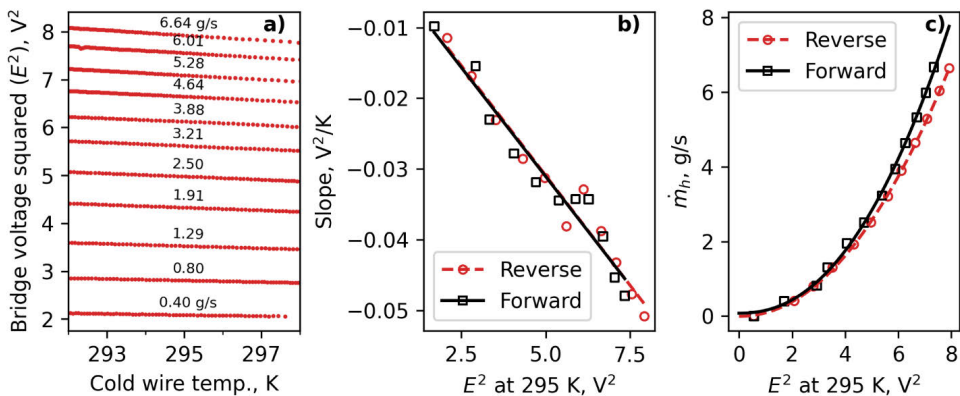 a)
6.64 g/s
6.01
5.28
4.64
3.88
3.21
2.50
1.91
1.29
0.80
0.40 g/s
8
7
6
5
4
3
2
Bridge voltage squared (E²), V²
293
295
297
Cold wire temp., K
b)
−0.01
−0.02
−0.03
−0.04
−0.05
Slope, V²/K
Reverse
Forward
2.5
5.0
7.5
E² at 295 K, V²
c)
Reverse
Forward
8
6
4
2
0
ṁₕ, g/s
0
2
4
6
8
E² at 295 K, V²